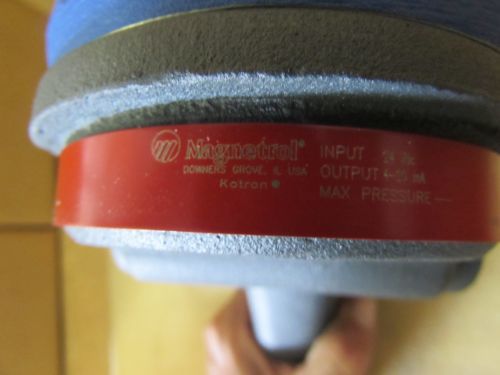 Magnetrol®
DOWNERS GROVE, IL USA
Kotron®
INPUT 24 Vdc
OUTPUT 4-20 mA
MAX PRESSURE —